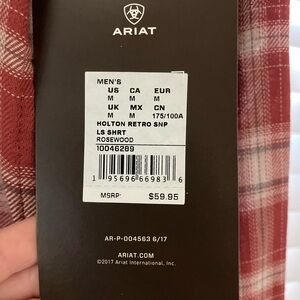 ARIAT
MEN'S
US CA EUR
M M M
UK MX CN
M M 175/100A
HOLTON RETRO SNP
LS SHRT
ROSEWOOD
10046289
1 95696 66983 6
MSRP: $59.95
AR-P-004563 6/17
ARIAT.COM
©2017 Ariat International, Inc.